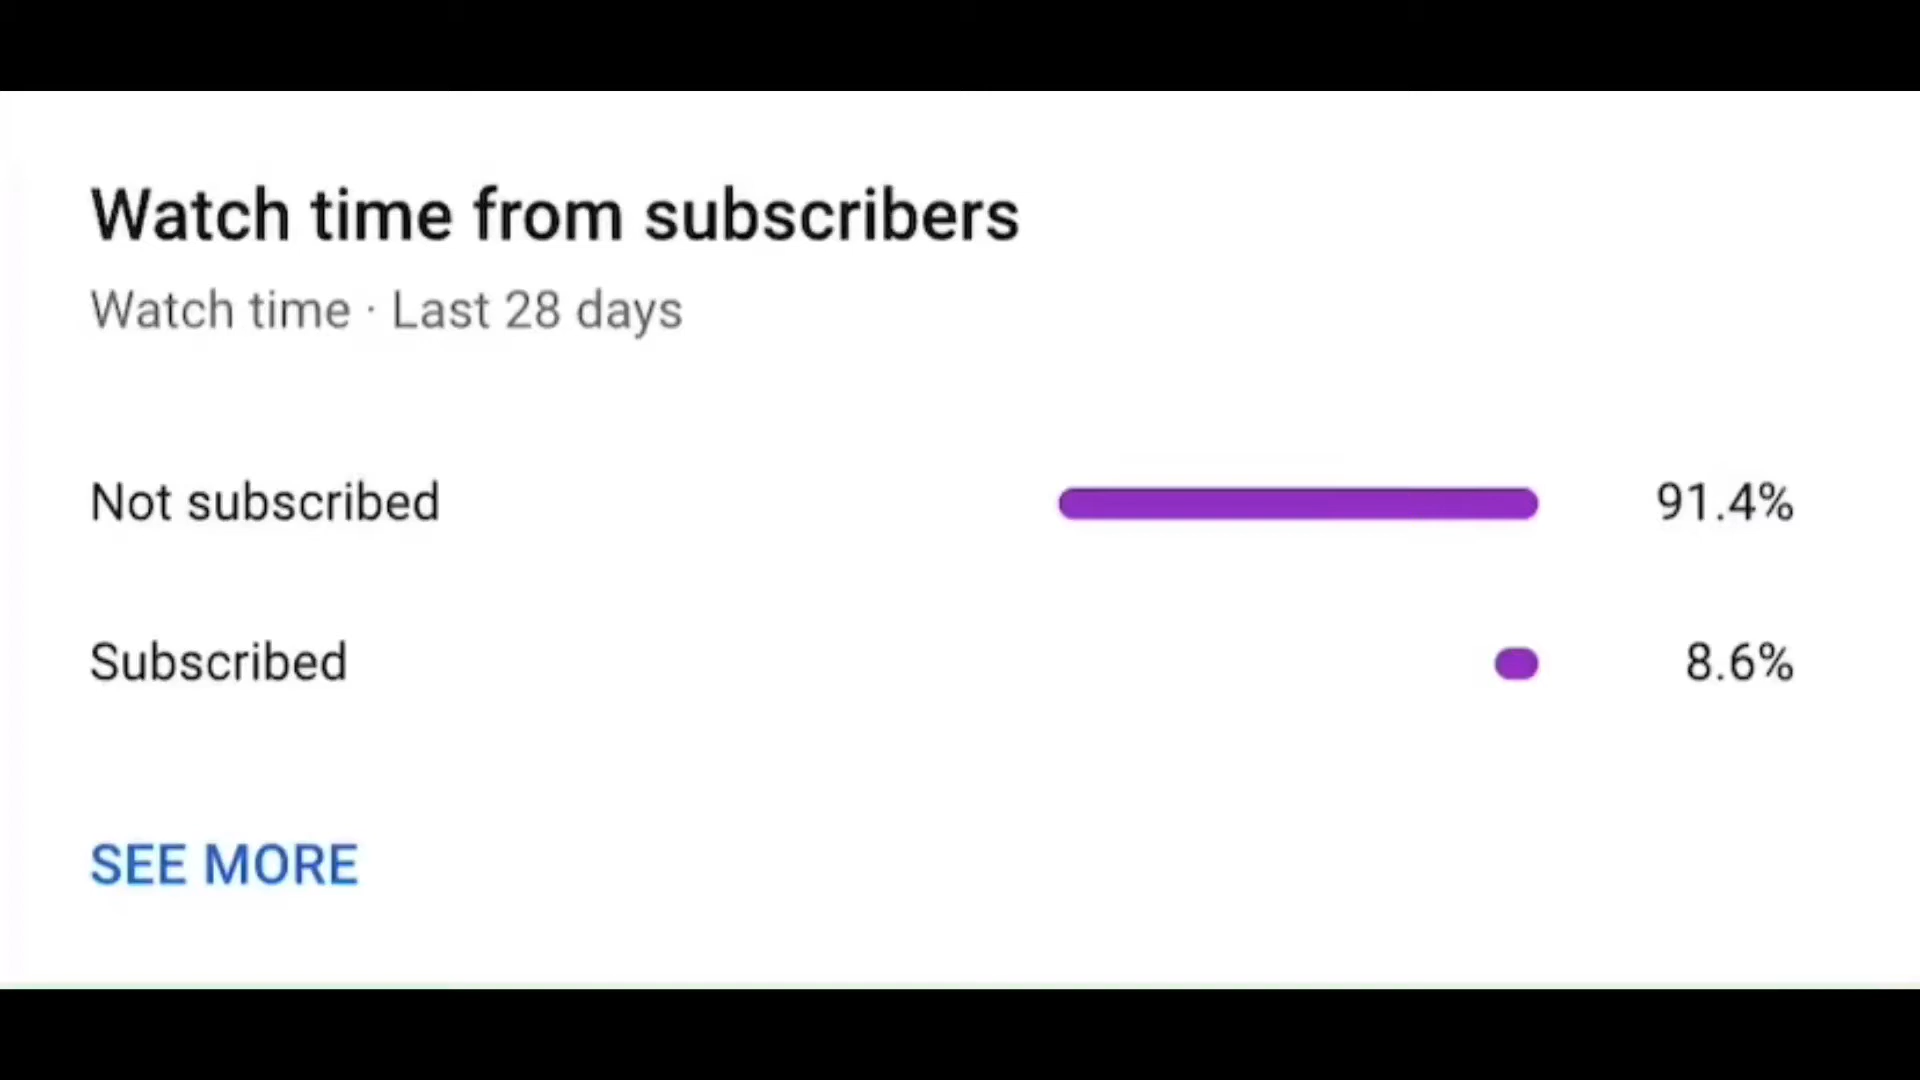 Watch time from subscribers
Watch time · Last 28 days
Not subscribed 91.4%
Subscribed 8.6%
SEE MORE